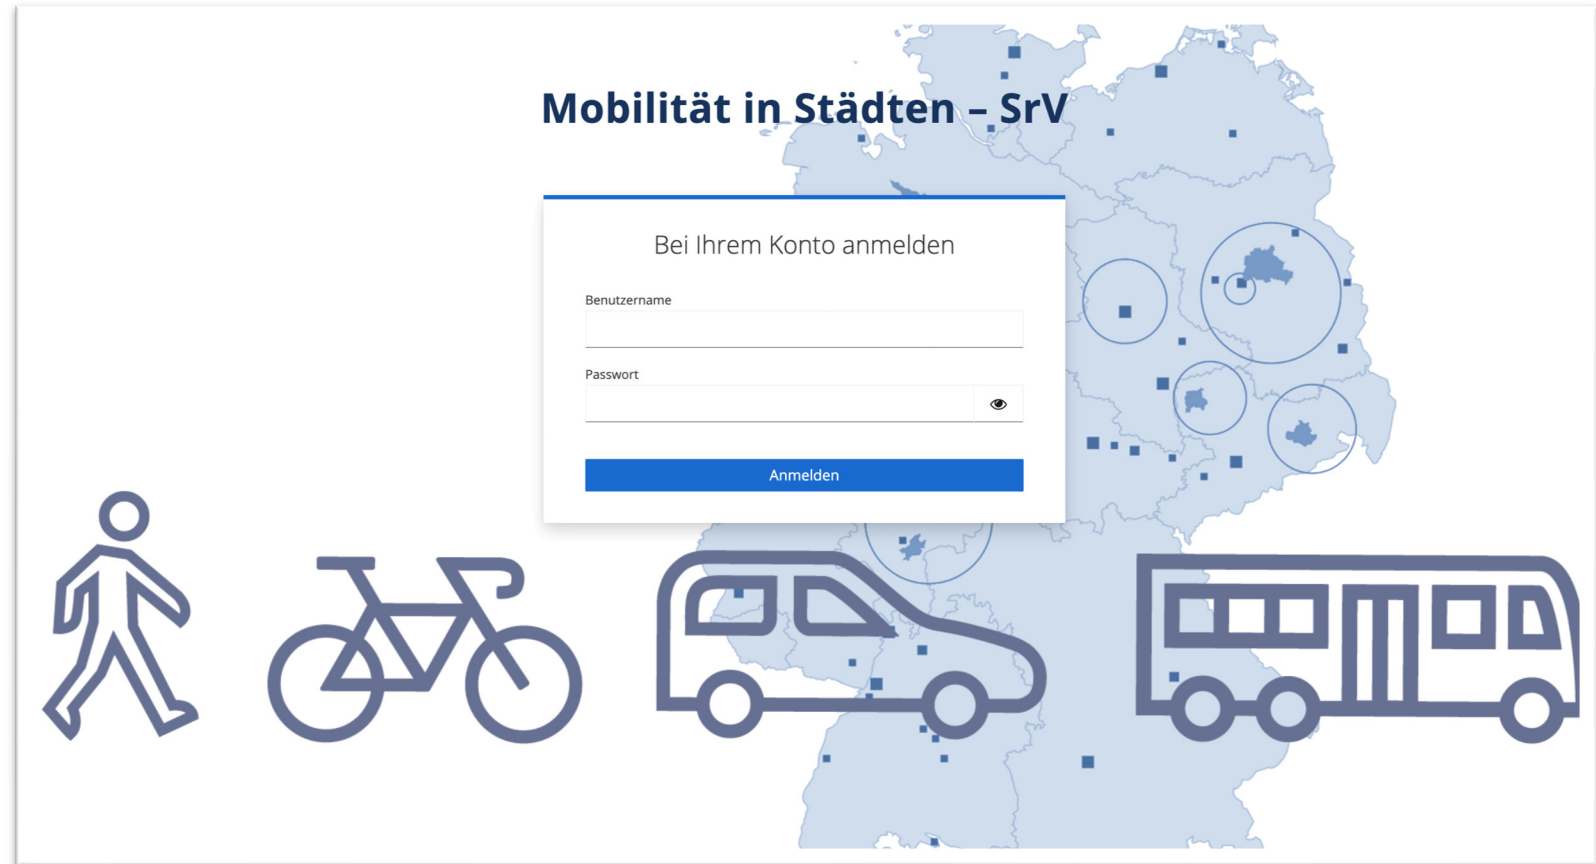 Mobilität in Städten – SrV
Bei Ihrem Konto anmelden
Benutzername
Passwort
Anmelden